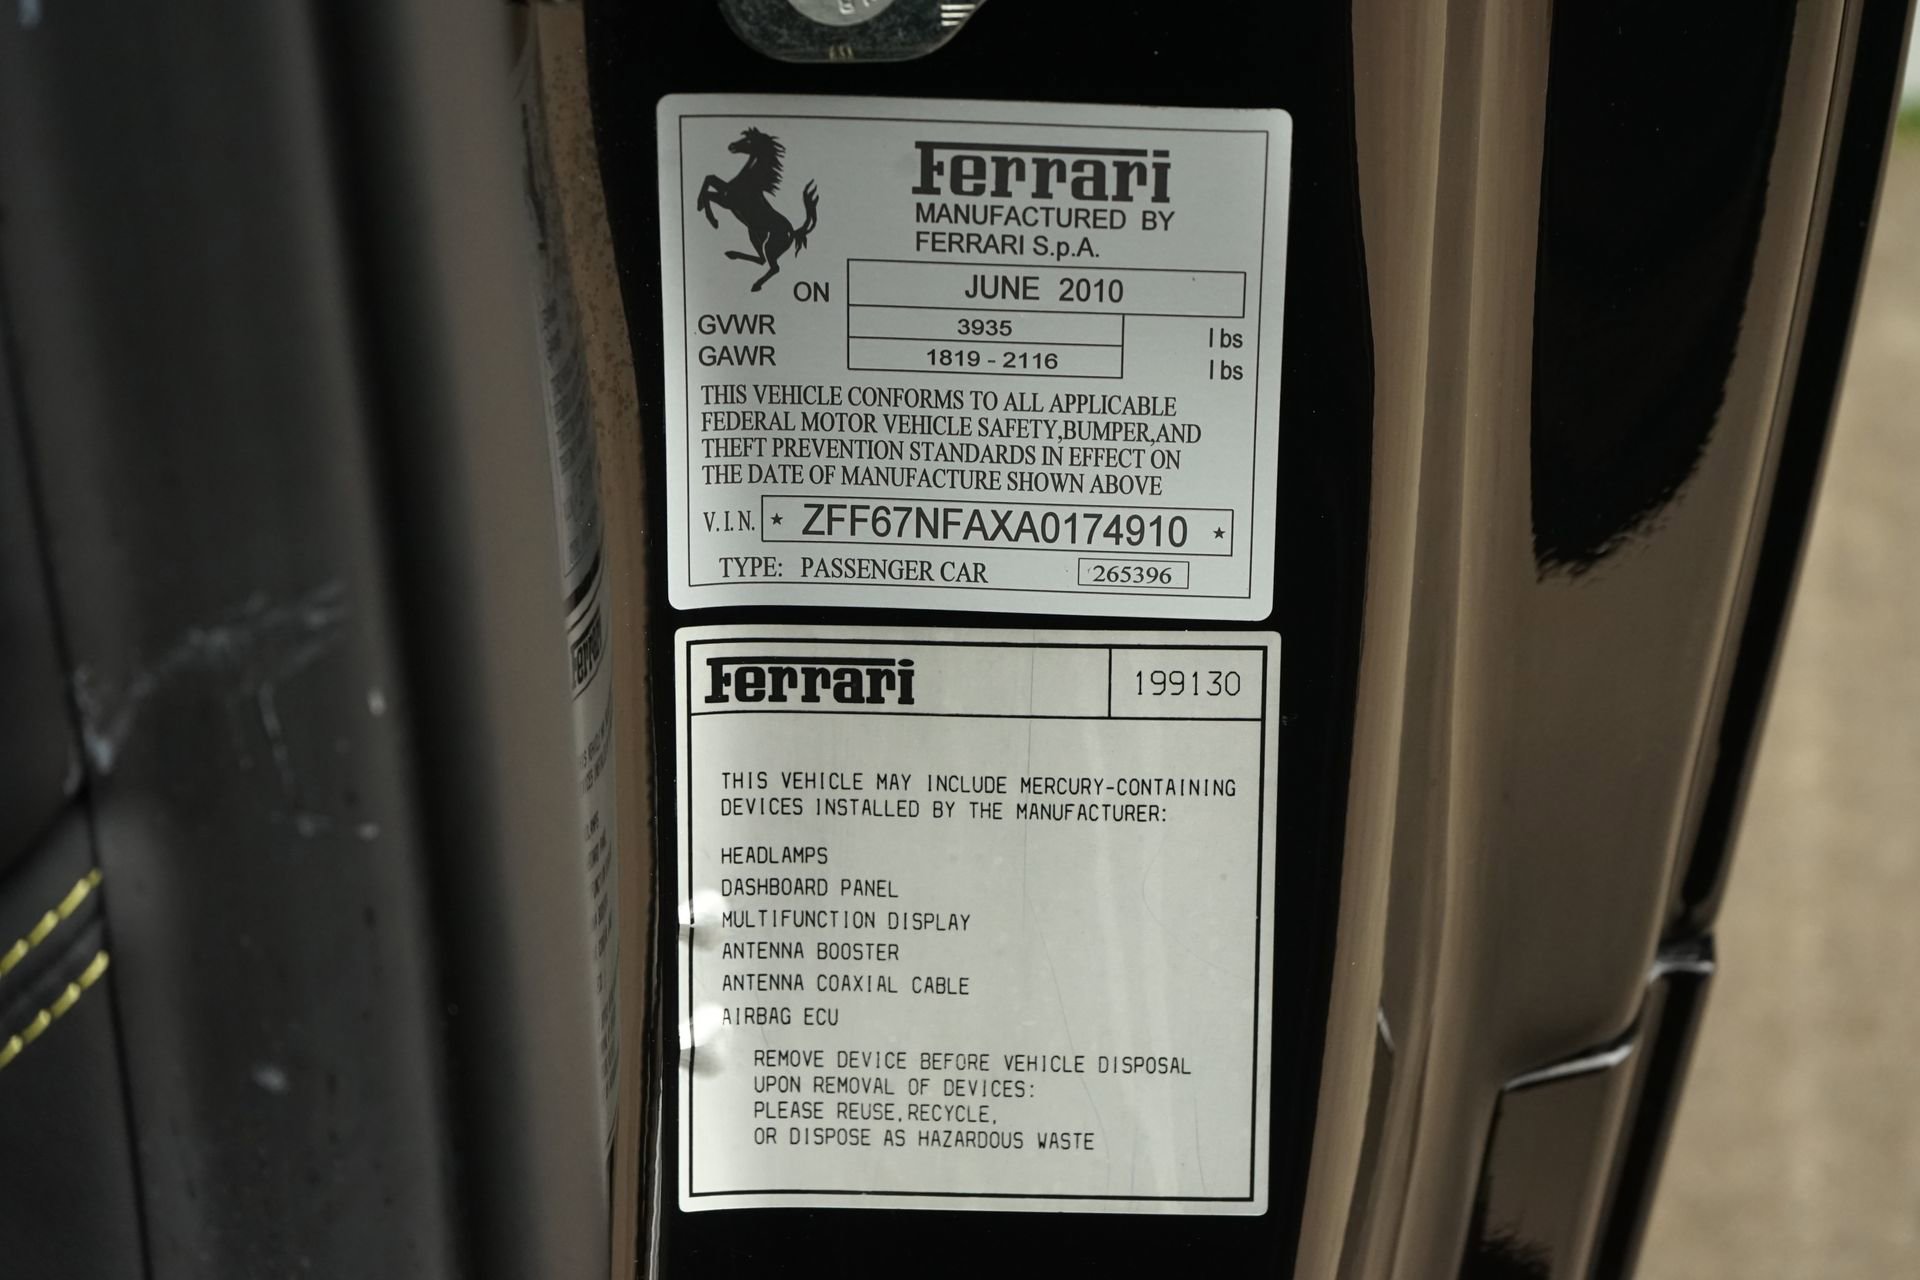 Ferrari
MANUFACTURED BY
FERRARI S.p.A.
ON JUNE 2010
GVWR 3935 lbs
GAWR 1819 - 2116 lbs
THIS VEHICLE CONFORMS TO ALL APPLICABLE
FEDERAL MOTOR VEHICLE SAFETY,BUMPER,AND
THEFT PREVENTION STANDARDS IN EFFECT ON
THE DATE OF MANUFACTURE SHOWN ABOVE
V.I.N. * ZFF67NFAXA0174910 *
TYPE: PASSENGER CAR 265396
Ferrari 199130
THIS VEHICLE MAY INCLUDE MERCURY-CONTAINING
DEVICES INSTALLED BY THE MANUFACTURER:
HEADLAMPS
DASHBOARD PANEL
MULTIFUNCTION DISPLAY
ANTENNA BOOSTER
ANTENNA COAXIAL CABLE
AIRBAG ECU
REMOVE DEVICE BEFORE VEHICLE DISPOSAL
UPON REMOVAL OF DEVICES:
PLEASE REUSE,RECYCLE,
OR DISPOSE AS HAZARDOUS WASTE